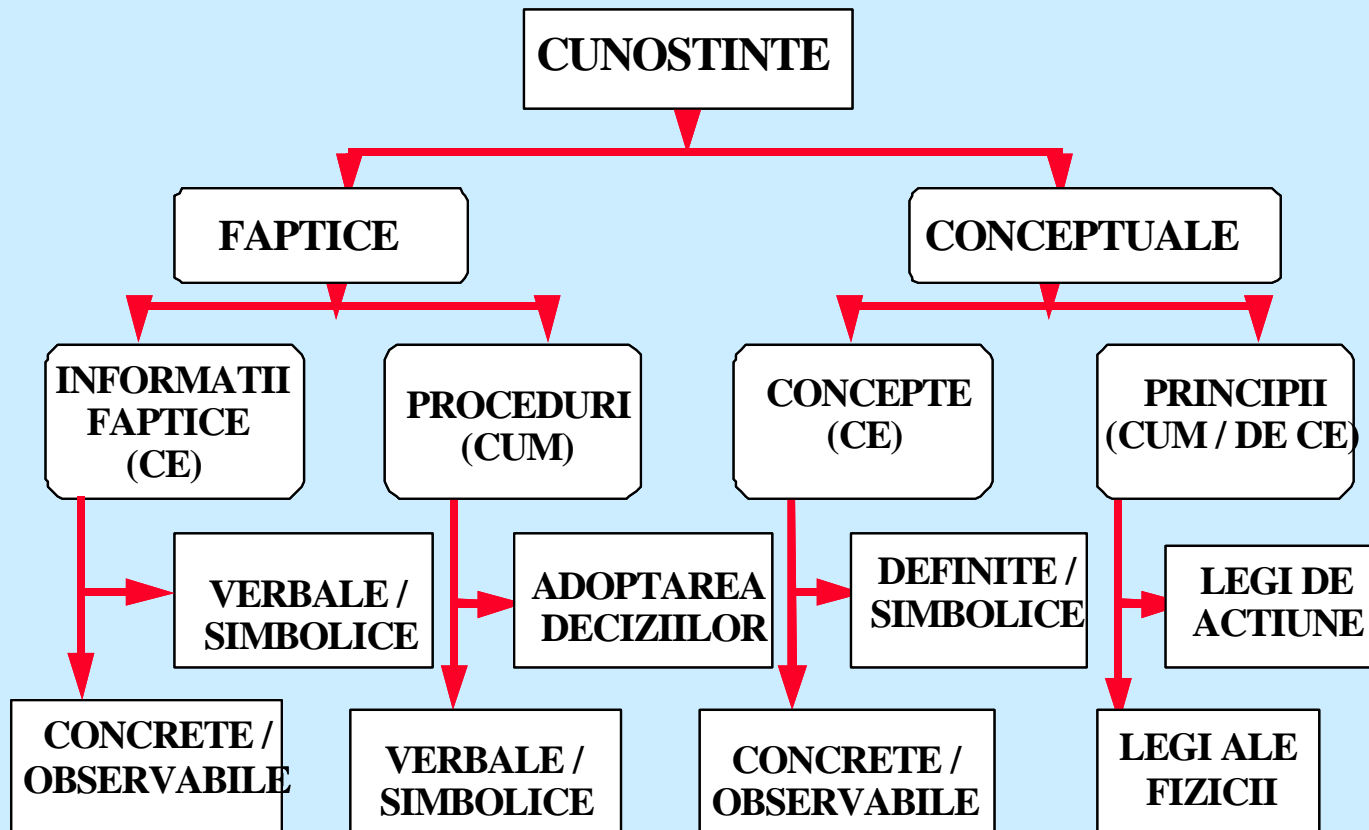 CUNOSTINTE
FAPTICE
CONCEPTUALE
INFORMATII
FAPTICE
(CE)
PROCEDURI
(CUM)
CONCEPTE
(CE)
PRINCIPII
(CUM / DE CE)
VERBALE /
SIMBOLICE
ADOPTAREA
DECIZIILOR
DEFINITE /
SIMBOLICE
LEGI DE
ACTIUNE
CONCRETE /
OBSERVABILE
VERBALE /
SIMBOLICE
CONCRETE /
OBSERVABILE
LEGI ALE
FIZICII